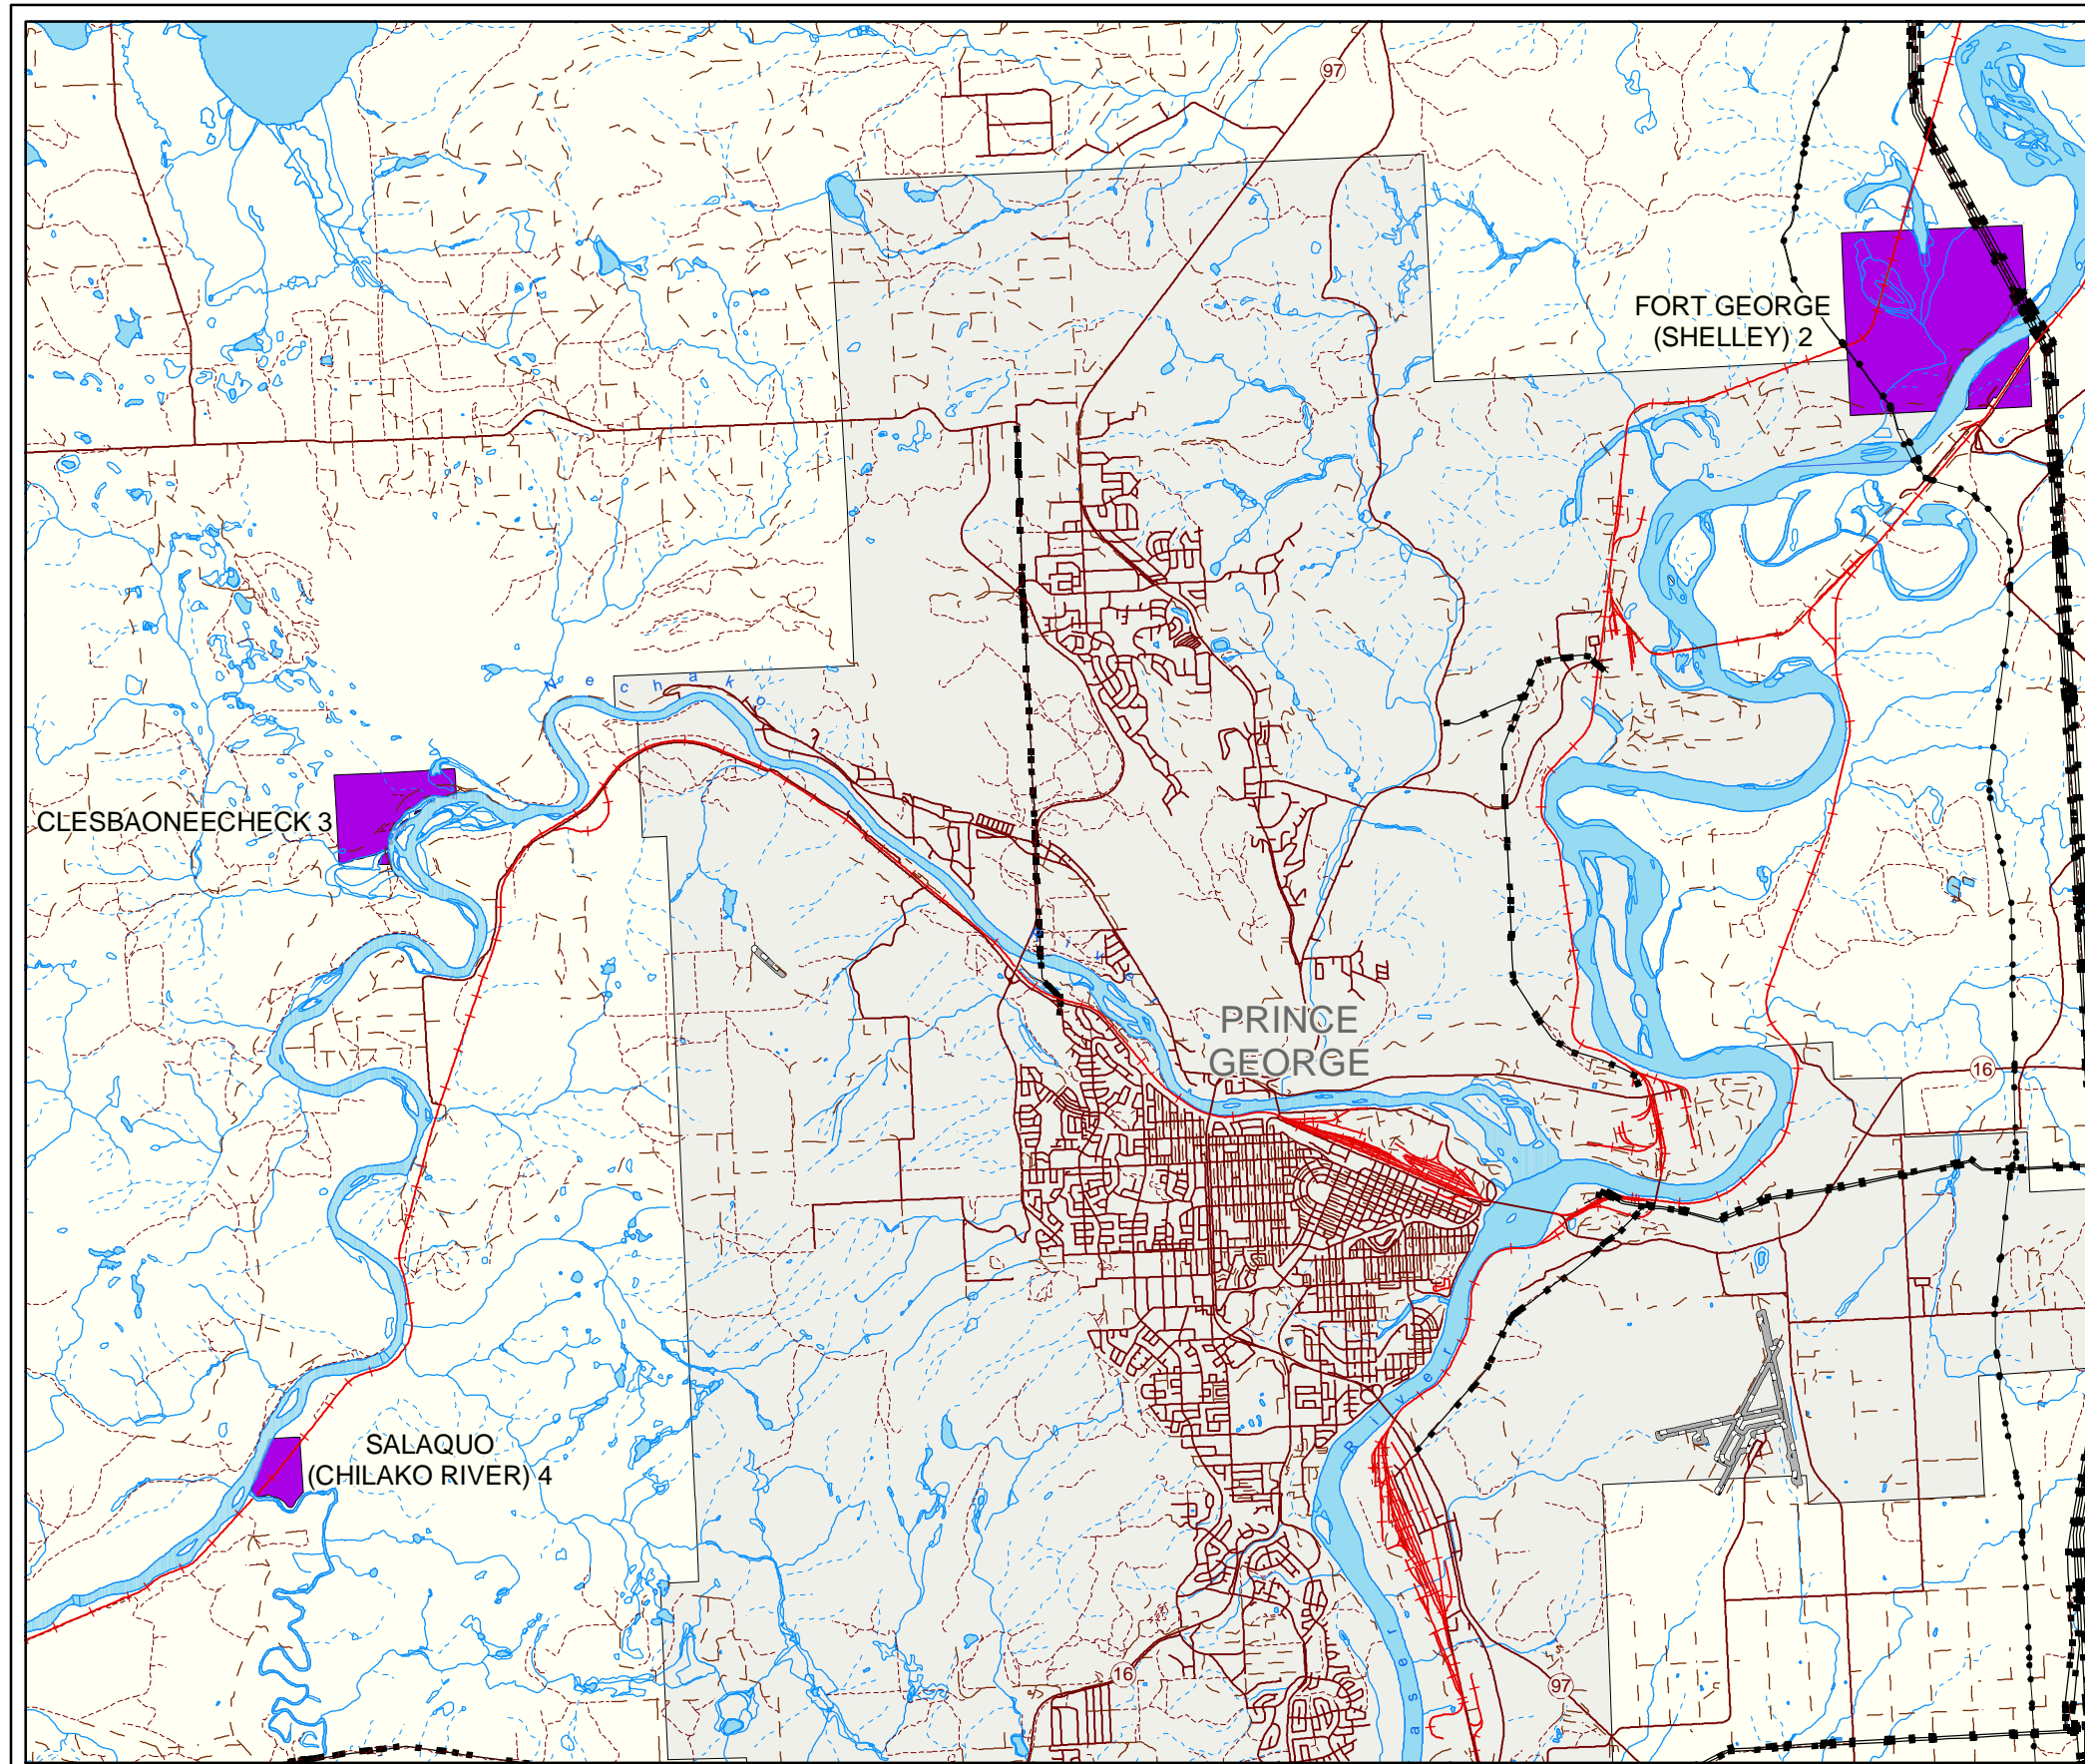 97
FORT GEORGE
(SHELLEY) 2
Nechako
CLESBAONEECHECK 3
PRINCE
GEORGE
16
River
SALAQUO
(CHILAKO RIVER) 4
16
97